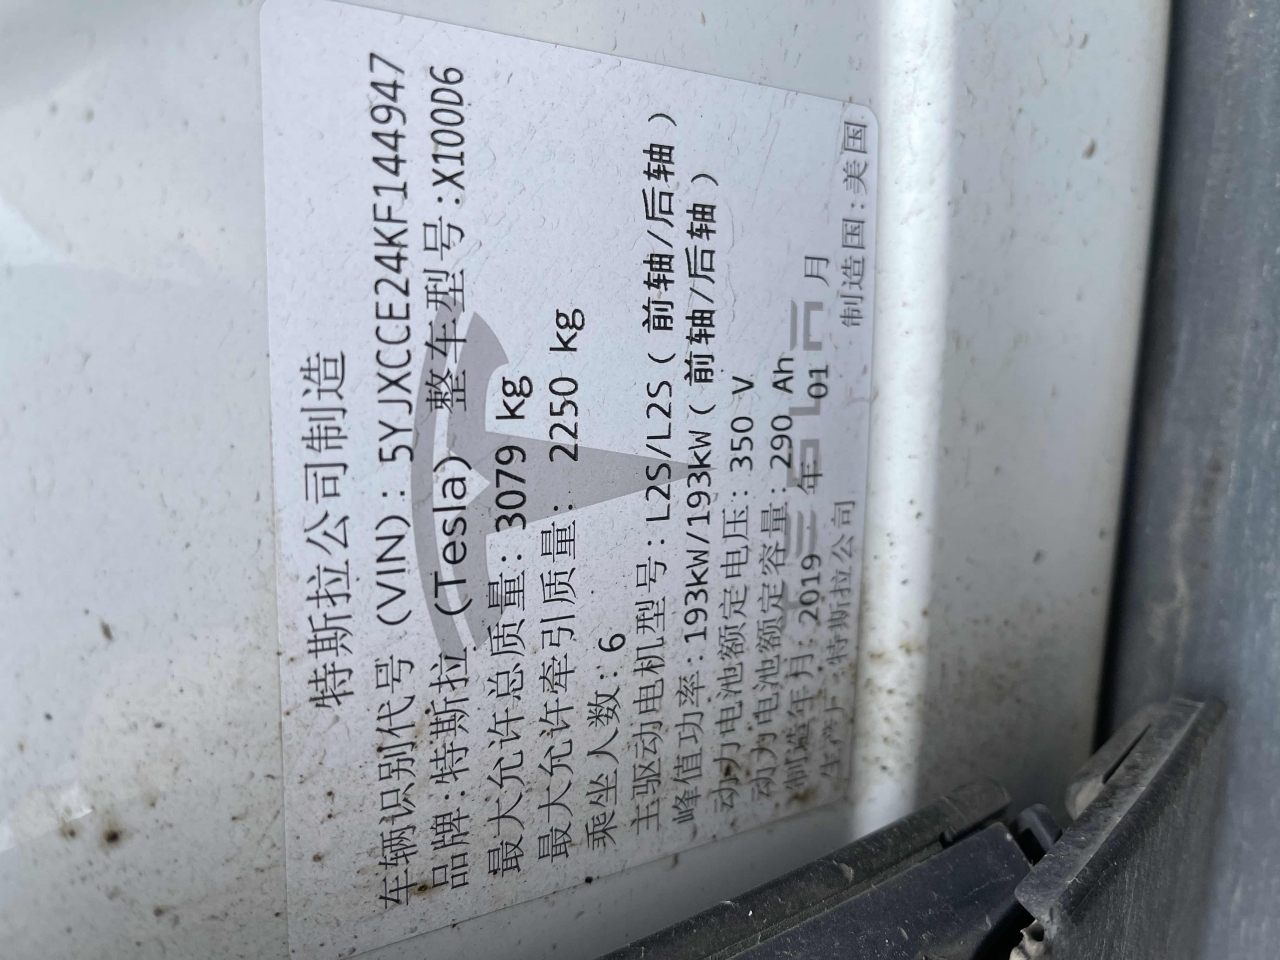 特斯拉公司制造
车辆识别代号（VIN）：5YJXCCE24KF144947
品牌：特斯拉（Tesla） 整车型号：X100D6
最大允许总质量：3079 kg
最大允许牵引质量：2250 kg
乘坐人数：6
主驱动电机型号：L2S/L2S（前轴/后轴）
峰值功率：193kW/193kW（前轴/后轴）
动力电池额定电压：350 V
动力电池额定容量：290 Ah
制造年月：2019 年 01 月
生产厂：特斯拉公司 制造国：美国